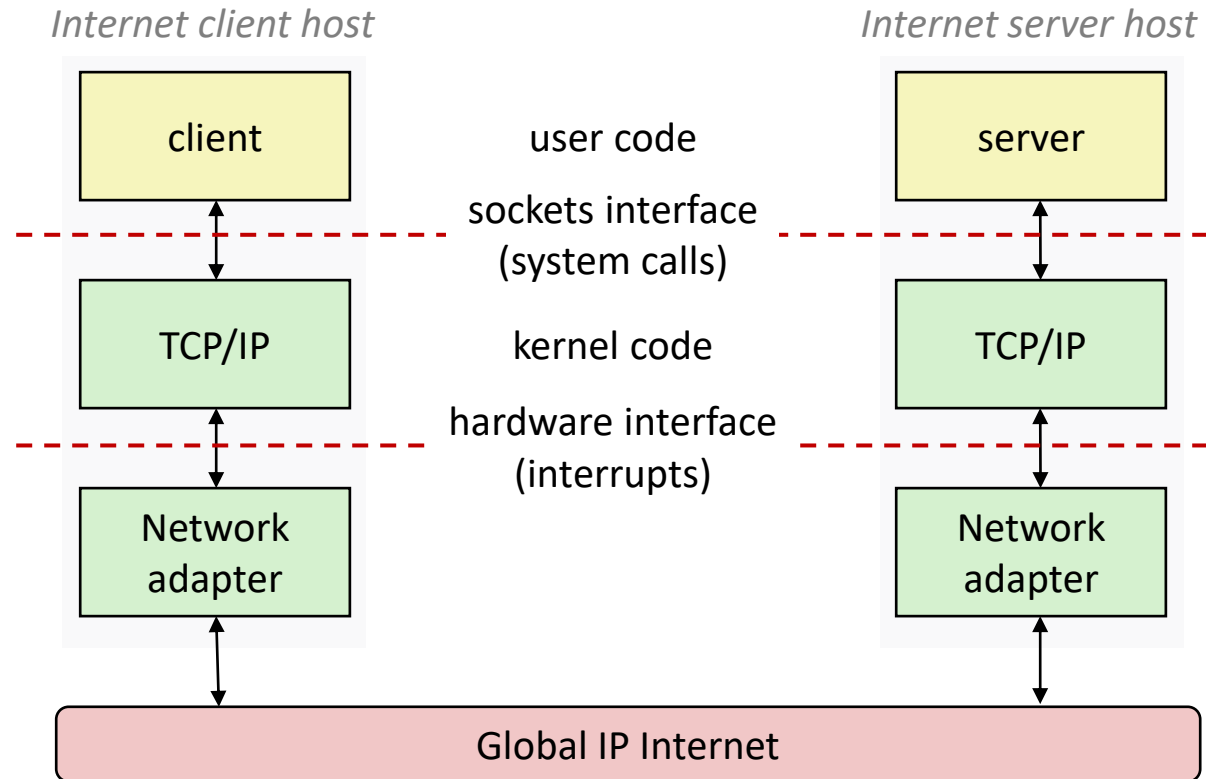 Internet client host
Internet server host
client
user code
server
sockets interface
(system calls)
TCP/IP
kernel code
TCP/IP
hardware interface
(interrupts)
Network
adapter
Network
adapter
Global IP Internet